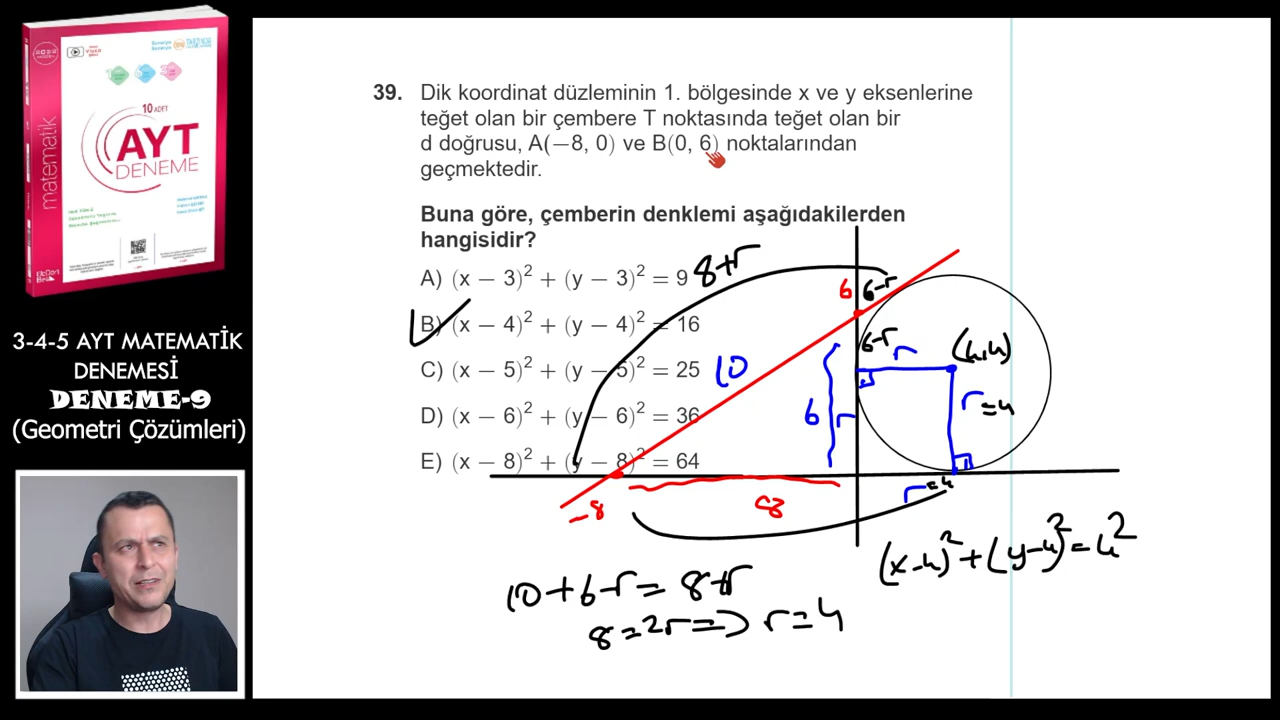 2022
10 ADET
AYT
DENEME
matematik
3-4-5 AYT MATEMATİK
DENEMESİ
DENEME-9
(Geometri Çözümleri)
39. Dik koordinat düzleminin 1. bölgesinde x ve y eksenlerine
teğet olan bir çembere T noktasında teğet olan bir
d doğrusu, A(−8, 0) ve B(0, 6) noktalarından
geçmektedir.
Buna göre, çemberin denklemi aşağıdakilerden
hangisidir?
A) (x − 3)² + (y − 3)² = 9
B) (x − 4)² + (y − 4)² = 16
C) (x − 5)² + (y − 5)² = 25
D) (x − 6)² + (y − 6)² = 36
E) (x − 8)² + (y − 8)² = 64
8+r
6
6-r
6-r
r
(4,4)
10
6
r
r=4
-8
8
r=4
(x-4)²+(y-4)²=4²
10+6-r=8+r
8=2r=>r=4